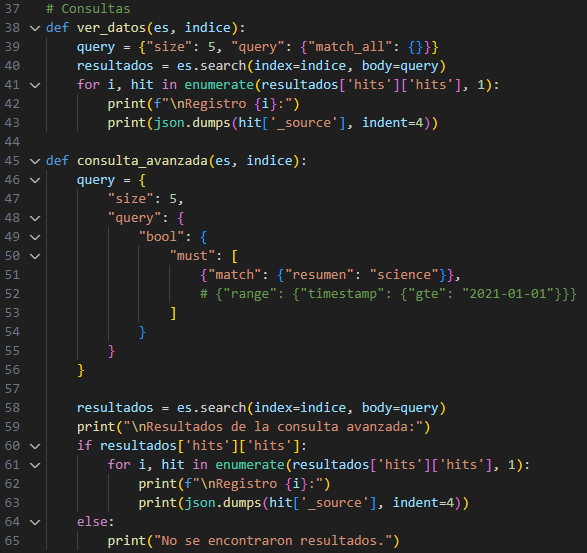 37 # Consultas
38 def ver_datos(es, indice):
39     query = {"size": 5, "query": {"match_all": {}}}
40     resultados = es.search(index=indice, body=query)
41     for i, hit in enumerate(resultados['hits']['hits'], 1):
42         print(f"\nRegistro {i}:")
43         print(json.dumps(hit['_source'], indent=4))
44
45 def consulta_avanzada(es, indice):
46     query = {
47         "size": 5,
48         "query": {
49             "bool": {
50                 "must": [
51                     {"match": {"resumen": "science"}},
52                     # {"range": {"timestamp": {"gte": "2021-01-01"}}}
53                 ]
54             }
55         }
56     }
57
58     resultados = es.search(index=indice, body=query)
59     print("\nResultados de la consulta avanzada:")
60     if resultados['hits']['hits']:
61         for i, hit in enumerate(resultados['hits']['hits'], 1):
62             print(f"\nRegistro {i}:")
63             print(json.dumps(hit['_source'], indent=4))
64     else:
65         print("No se encontraron resultados.")